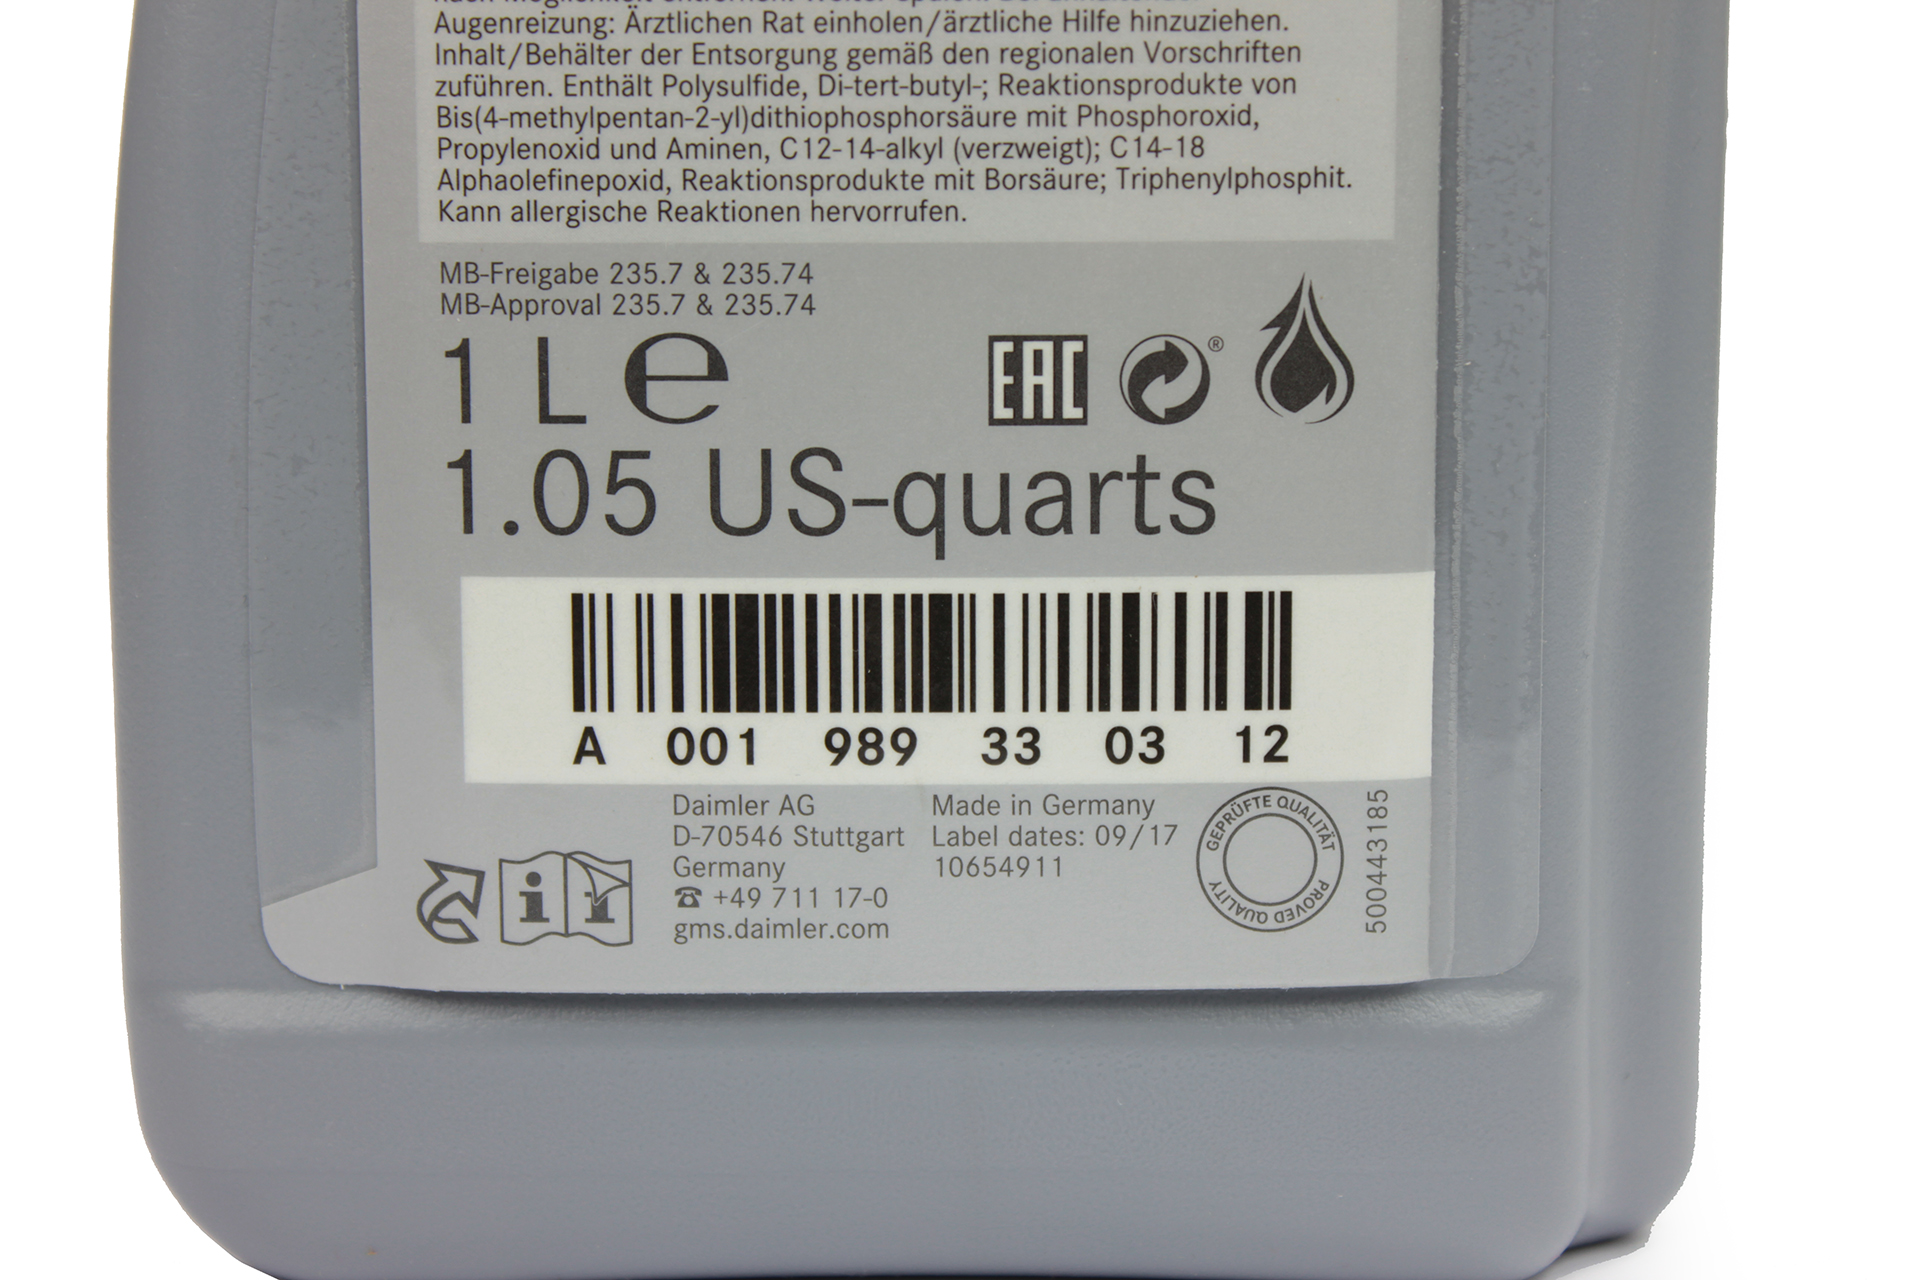 Augenreizung: Ärztlichen Rat einholen/ärztliche Hilfe hinzuziehen.
Inhalt/Behälter der Entsorgung gemäß den regionalen Vorschriften
zuführen. Enthält Polysulfide, Di-tert-butyl-; Reaktionsprodukte von
Bis(4-methylpentan-2-yl)dithiophosphorsäure mit Phosphoroxid,
Propylenoxid und Aminen, C12-14-alkyl (verzweigt); C14-18
Alphaolefinepoxid, Reaktionsprodukte mit Borsäure; Triphenylphosphit.
Kann allergische Reaktionen hervorrufen.
MB-Freigabe 235.7 & 235.74
MB-Approval 235.7 & 235.74
1 L e
EAC ®
1.05 US-quarts
A 001 989 33 03 12
Daimler AG
D-70546 Stuttgart
Germany
☎ +49 711 17-0
gms.daimler.com
Made in Germany
Label dates: 09/17
10654911
GEPRÜFTE QUALITÄT
PROVED QUALITY
5004443185